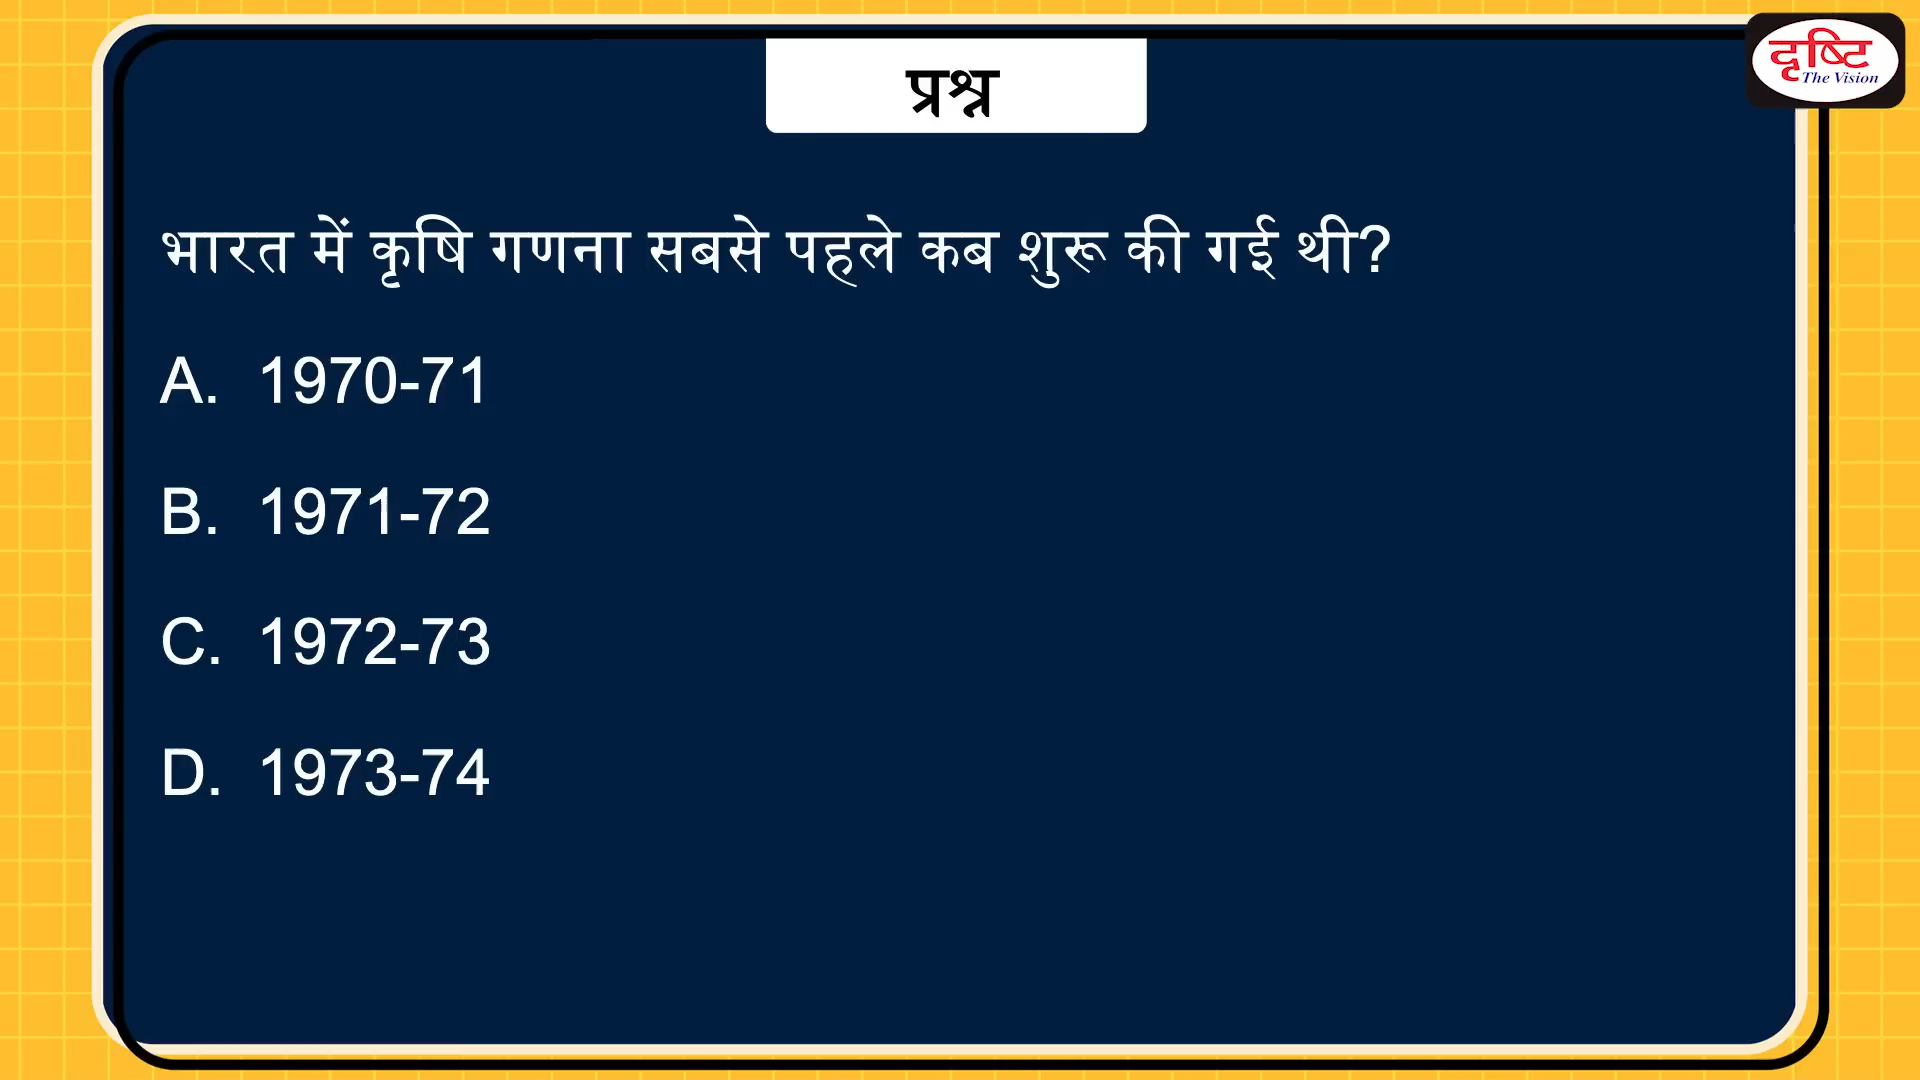 दृष्टि
The Vision
प्रश्न
भारत में कृषि गणना सबसे पहले कब शुरू की गई थी?
A. 1970-71
B. 1971-72
C. 1972-73
D. 1973-74